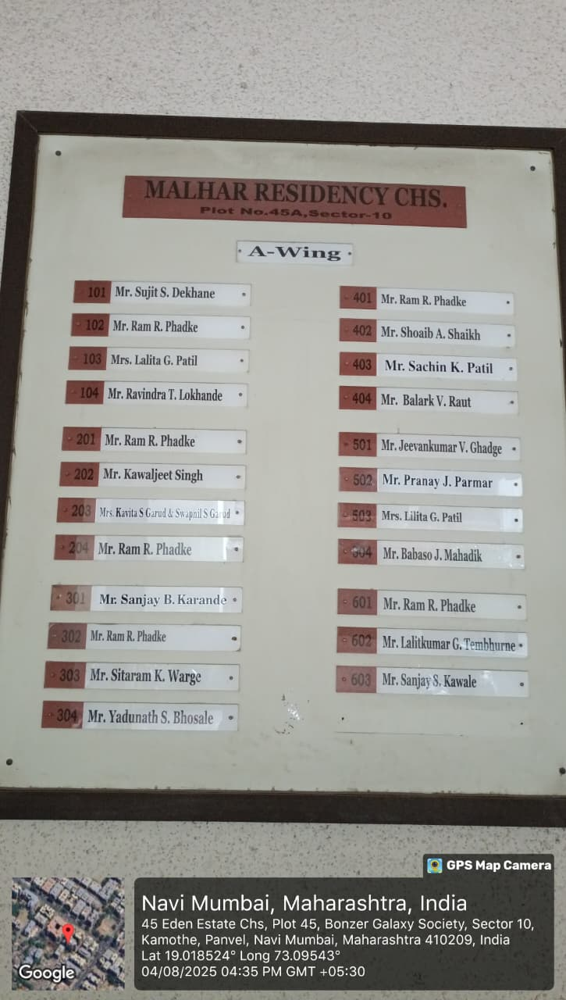 MALHAR RESIDENCY CHS.
Plot No.45A,Sector-10
A-Wing
101 Mr. Sujit S. Dekhane
102 Mr. Ram R. Phadke
103 Mrs. Lalita G. Patil
104 Mr. Ravindra T. Lokhande
201 Mr. Ram R. Phadke
202 Mr. Kawaljeet Singh
203 Mrs. Kavita S Garud & Swapnil S Garud
204 Mr. Ram R. Phadke
301 Mr. Sanjay B. Karande
302 Mr. Ram R. Phadke
303 Mr. Sitaram K. Warge
304 Mr. Yadunath S. Bhosale
401 Mr. Ram R. Phadke
402 Mr. Shoaib A. Shaikh
403 Mr. Sachin K. Patil
404 Mr. Balark V. Raut
501 Mr. Jeevankumar V. Ghadge
502 Mr. Pranay J. Parmar
503 Mrs. Lilita G. Patil
504 Mr. Babaso J. Mahadik
601 Mr. Ram R. Phadke
602 Mr. Lalitkumar G. Tembhurne
603 Mr. Sanjay S. Kawale
GPS Map Camera
Navi Mumbai, Maharashtra, India
45 Eden Estate Chs, Plot 45, Bonzer Galaxy Society, Sector 10,
Kamothe, Panvel, Navi Mumbai, Maharashtra 410209, India
Lat 19.018524° Long 73.09543°
04/08/2025 04:35 PM GMT +05:30
Google